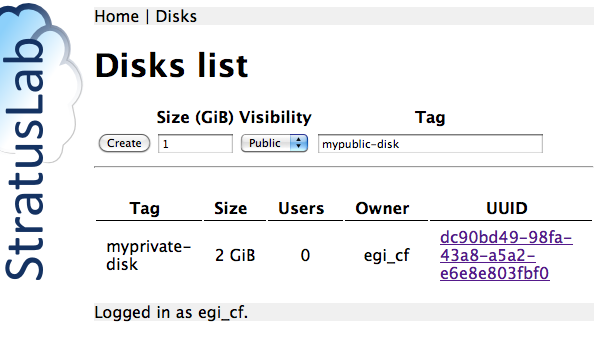 StratusLab
Home | Disks
Disks list
Size (GiB) Visibility Tag
Create 1 Public mypublic-disk
Tag Size Users Owner UUID
myprivate-
disk 2 GiB 0 egi_cf dc90bd49-98fa-
43a8-a5a2-
e6e8e803fbf0
Logged in as egi_cf.